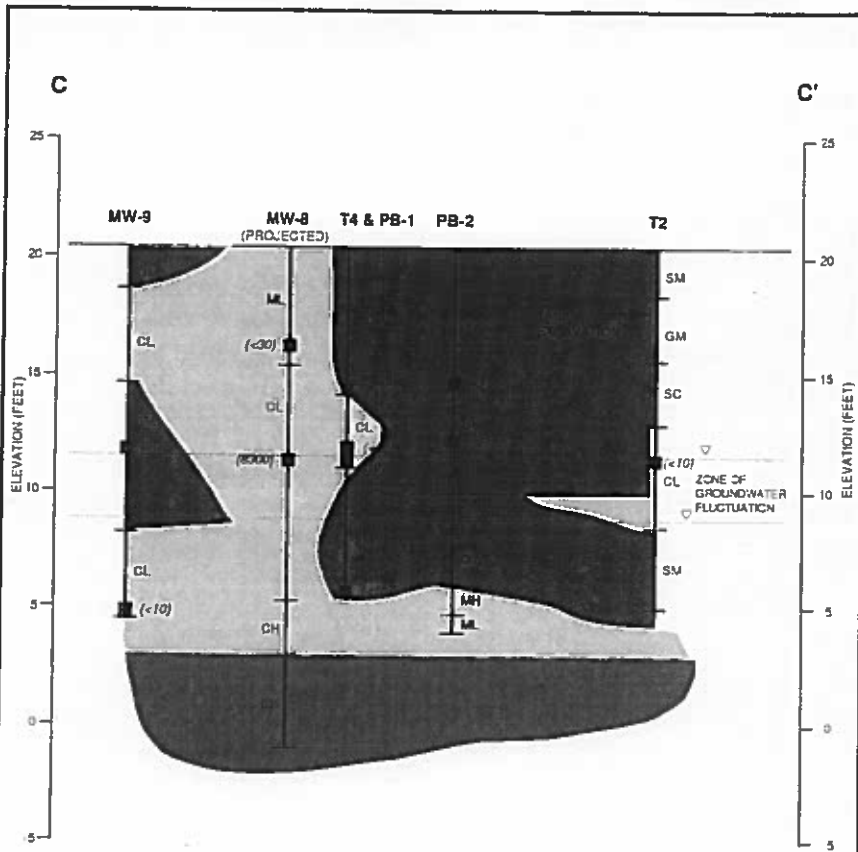 C
C'
25
25
MW-9
MW-8
T4 & PB-1
PB-2
T2
(PROJECTED)
20
20
SM
ML
GM
CL
(<30)
15
15
SC
CL
CL
ELEVATION (FEET)
ELEVATION (FEET)
(<10)
CL
ZONE OF
GROUNDWATER
FLUCTUATION
10
10
CL
SM
5
5
(<10)
MH
ML
CH
0
0
-5
5